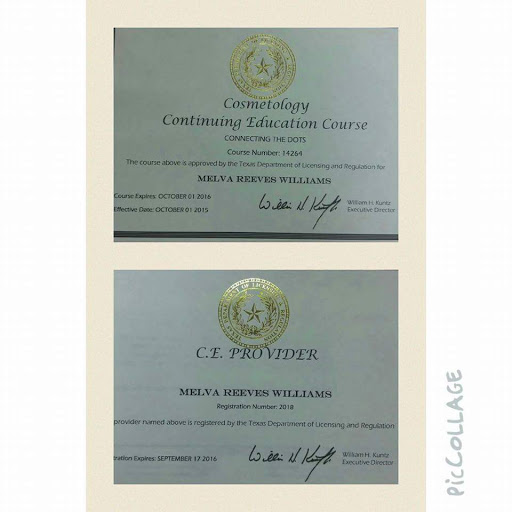 Cosmetology
Continuing Education Course
CONNECTING THE DOTS
Course Number: 14264
The course above is approved by the Texas Department of Licensing and Regulation for
MELVA REEVES WILLIAMS
Course Expires: OCTOBER 01 2016
Effective Date: OCTOBER 01 2015
William H. Kuntz
Executive Director
C.E. PROVIDER
MELVA REEVES WILLIAMS
Registration Number: 2018
provider named above is registered by the Texas Department of Licensing and Regulation
tration Expires: SEPTEMBER 17 2016
William H. Kuntz
Executive Director
PicCOLLAGE